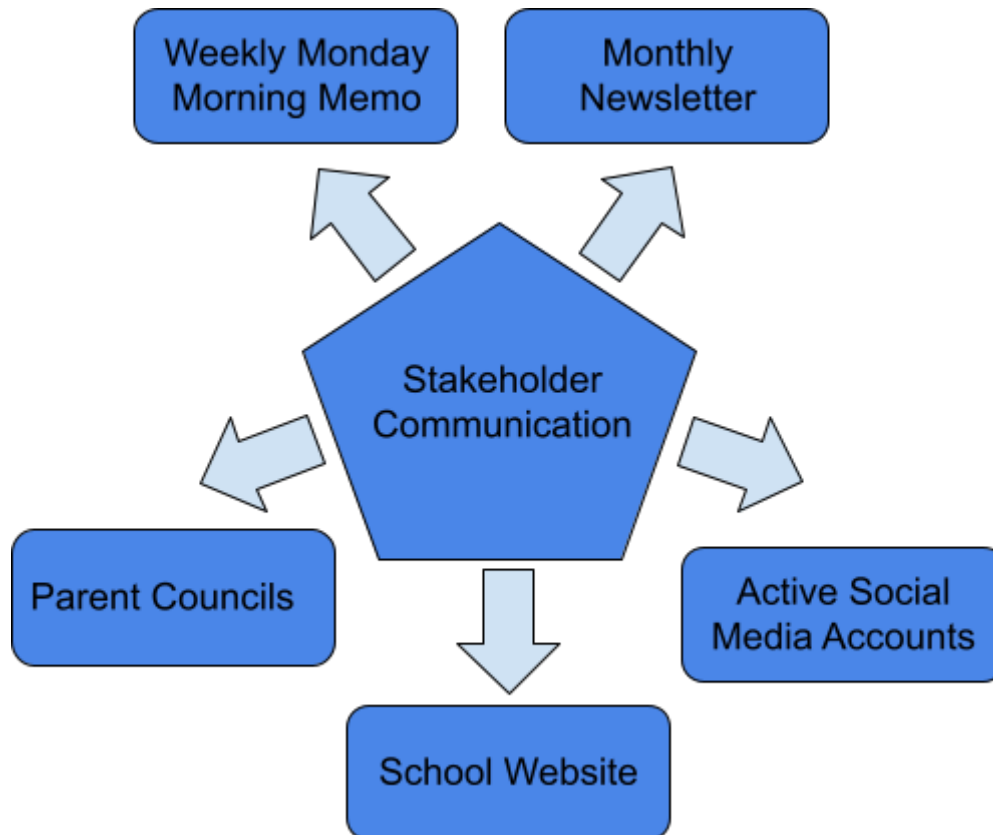 Weekly Monday
Morning Memo
Monthly
Newsletter
Stakeholder
Communication
Parent Councils
Active Social
Media Accounts
School Website